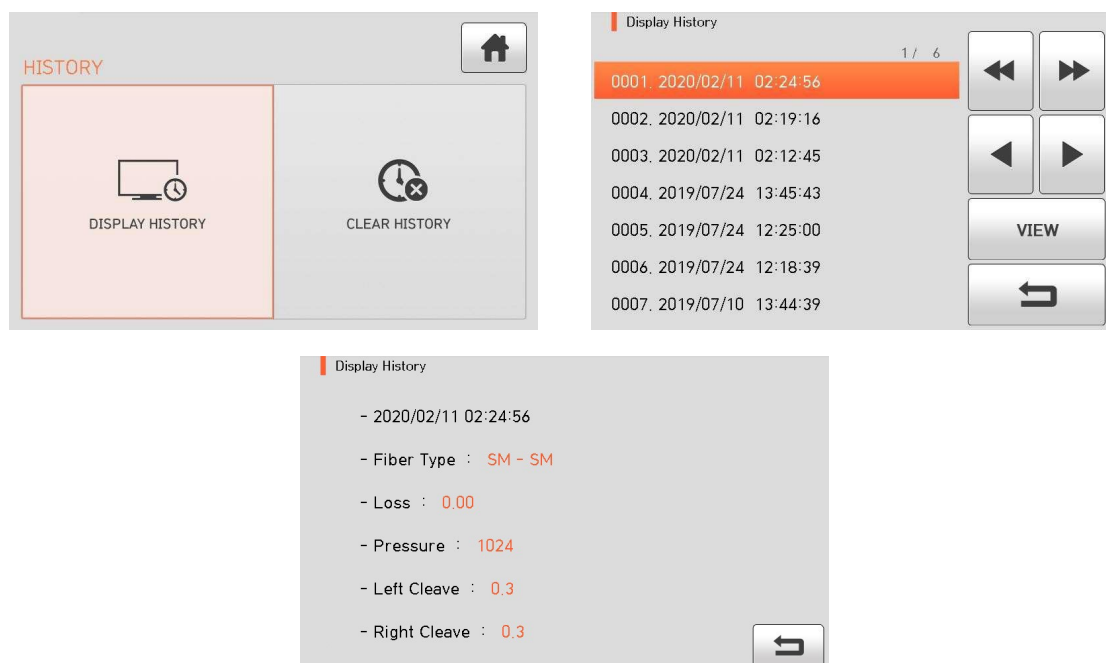 HISTORY
DISPLAY HISTORY
CLEAR HISTORY
Display History
1 / 6
0001. 2020/02/11 02:24:56
0002. 2020/02/11 02:19:16
0003. 2020/02/11 02:12:45
0004. 2019/07/24 13:45:43
0005. 2019/07/24 12:25:00
0006. 2019/07/24 12:18:39
0007. 2019/07/10 13:44:39
VIEW
Display History
- 2020/02/11 02:24:56
- Fiber Type : SM - SM
- Loss : 0.00
- Pressure : 1024
- Left Cleave : 0.3
- Right Cleave : 0.3